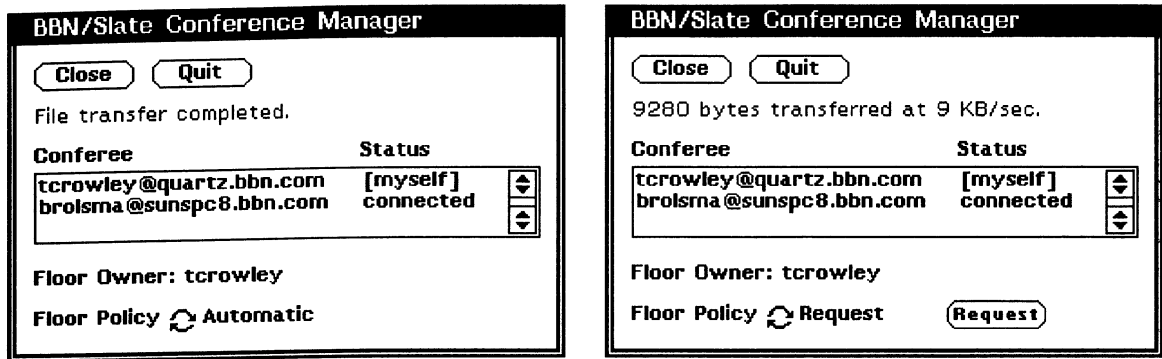 BBN/Slate Conference Manager
Close Quit
File transfer completed.
Conferee Status
tcrowley@quartz.bbn.com [myself]
brolsma@sunspc8.bbn.com connected
Floor Owner: tcrowley
Floor Policy Automatic
BBN/Slate Conference Manager
Close Quit
9280 bytes transferred at 9 KB/sec.
Conferee Status
tcrowley@quartz.bbn.com [myself]
brolsma@sunspc8.bbn.com connected
Floor Owner: tcrowley
Floor Policy Request Request